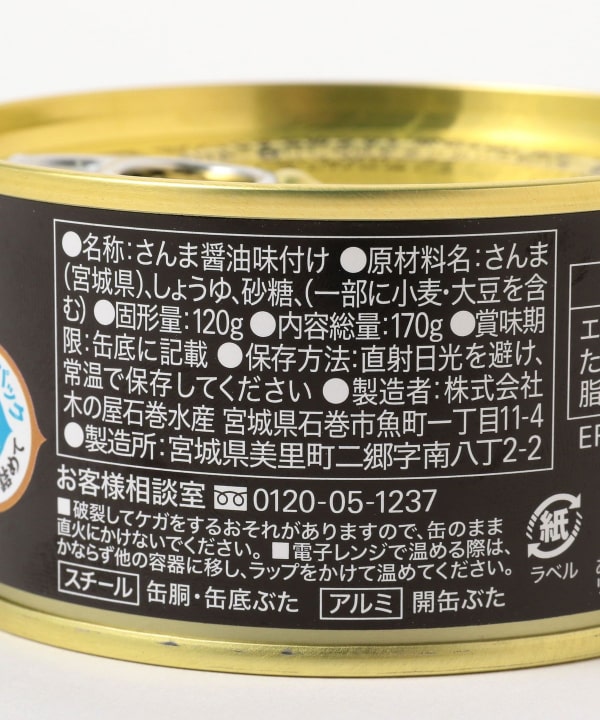 ●名称:さんま醤油味付け ●原材料名:さんま
(宮城県)、しょうゆ、砂糖、(一部に小麦・大豆を含
む) ●固形量:120g ●内容総量:170g ●賞味期
限:缶底に記載 ●保存方法:直射日光を避け、
常温で保存してください ●製造者:株式会社
木の屋石巻水産 宮城県石巻市魚町一丁目11-4
●製造所:宮城県美里町二郷字南八丁2-2
お客様相談室 0120-05-1237
■破裂してケガをするおそれがありますので、缶のまま
直火にかけないでください。 ■電子レンジで温める際は、
かならず他の容器に移し、ラップをかけて温めてください。
スチール 缶胴・缶底ぶた アルミ 開缶ぶた
紙
ラベル
パック
詰めて
エ
た
脂
EP